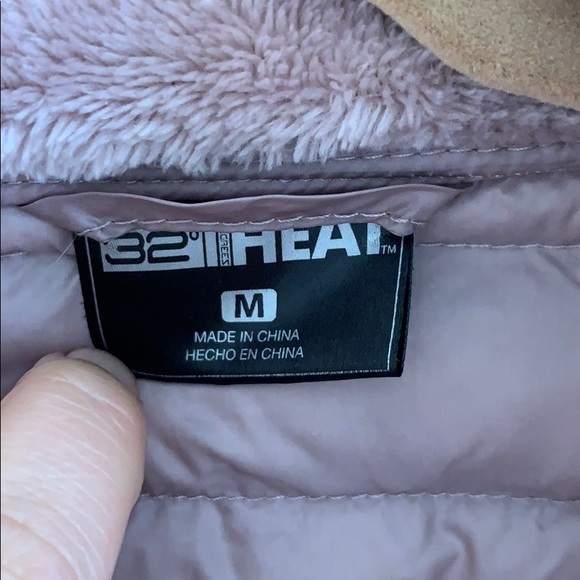 32° DEGREES HEAT™
M
MADE IN CHINA
HECHO EN CHINA